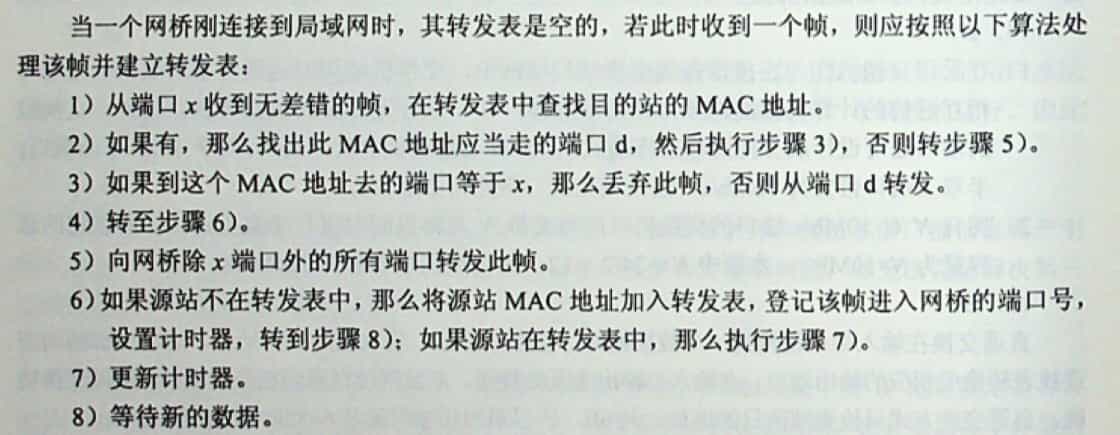 当一个网桥刚连接到局域网时，其转发表是空的，若此时收到一个帧，则应按照以下算法处
理该帧并建立转发表：
1）从端口 x 收到无差错的帧，在转发表中查找目的站的 MAC 地址.
2）如果有，那么找出此 MAC 地址应当走的端口 d，然后执行步骤 3），否则转步骤 5）。
3）如果到这个 MAC 地址去的端口等于 x，那么丢弃此帧，否则从端口 d 转发。
4）转至步骤 6）。
5）向网桥除 x 端口外的所有端口转发此帧。
6）如果源站不在转发表中，那么将源站 MAC 地址加入转发表，登记该帧进入网桥的端口号，
设置计时器，转到步骤 8）；如果源站在转发表中，那么执行步骤 7）。
7）更新计时器。
8）等待新的数据。